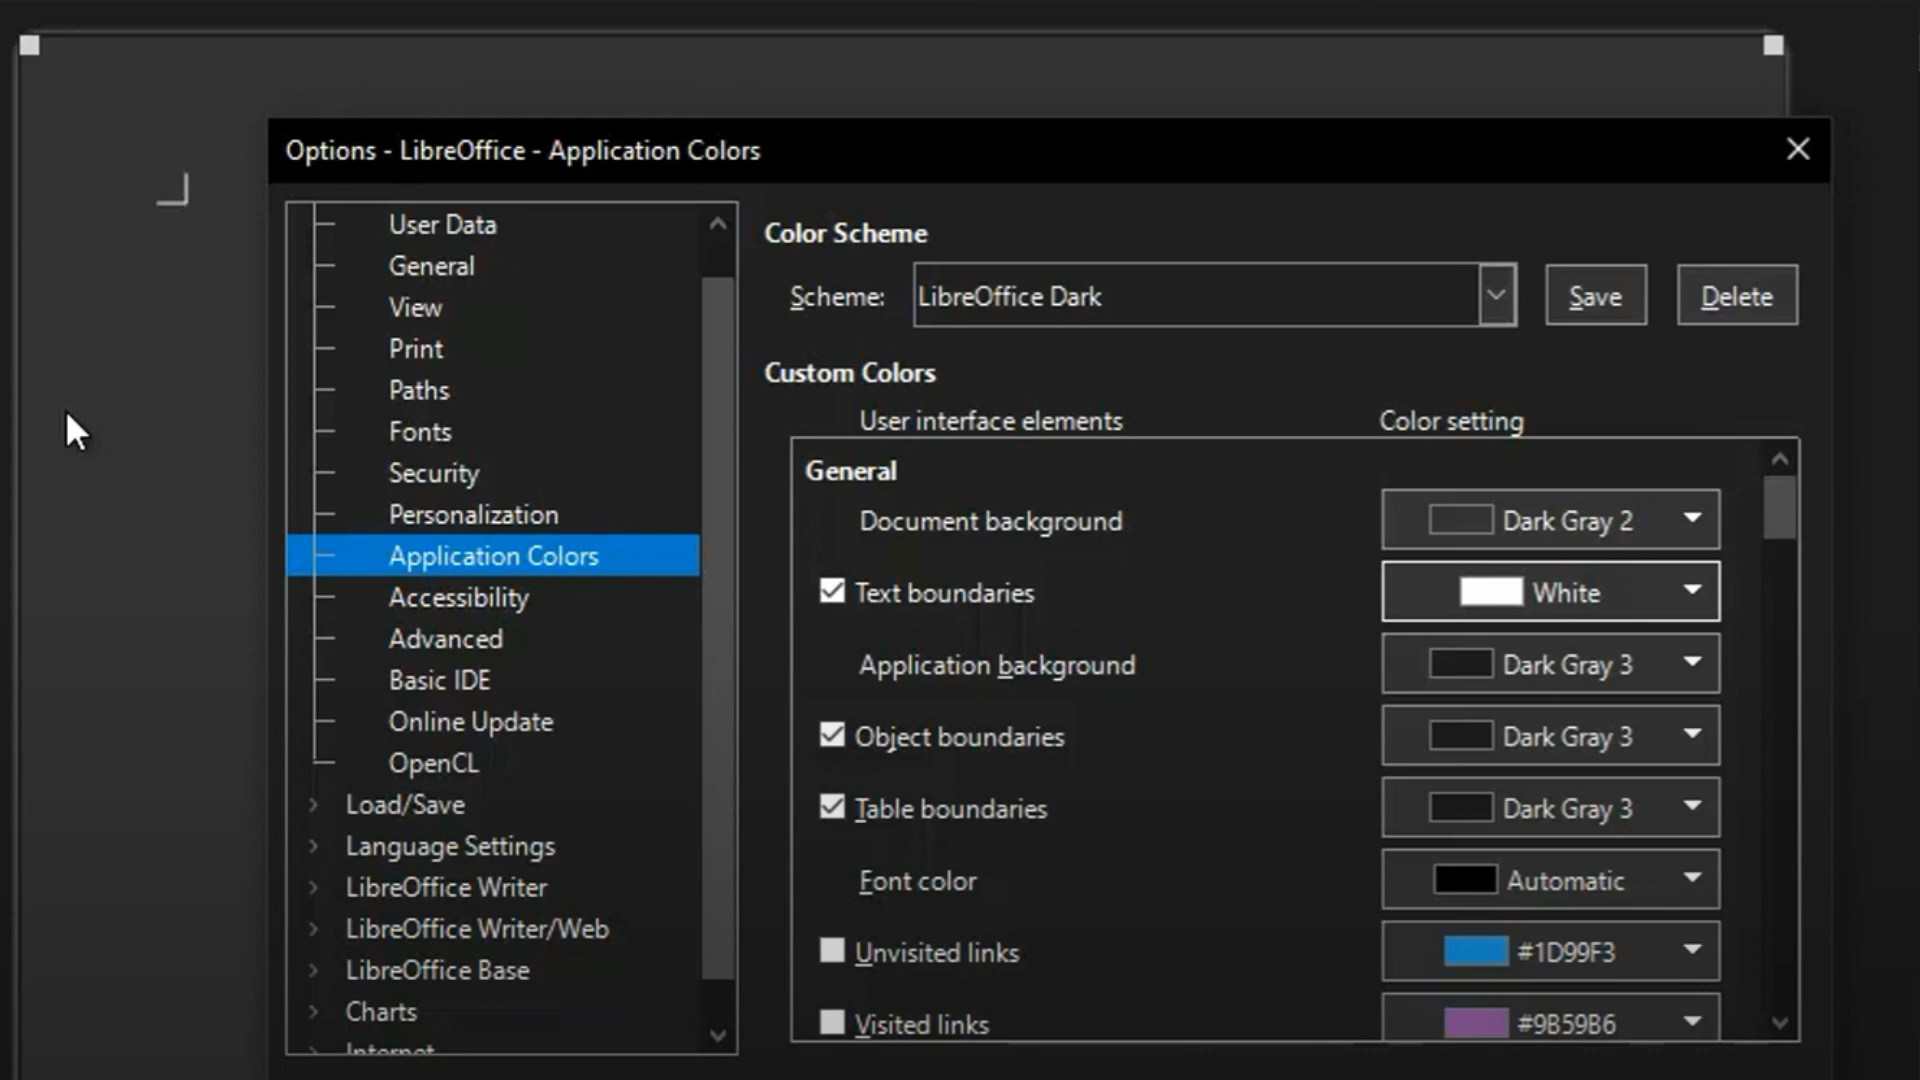 Options - LibreOffice - Application Colors
User Data
General
View
Print
Paths
Fonts
Security
Personalization
Application Colors
Accessibility
Advanced
Basic IDE
Online Update
OpenCL
Load/Save
Language Settings
LibreOffice Writer
LibreOffice Writer/Web
LibreOffice Base
Charts
Internet
Color Scheme
Scheme: LibreOffice Dark Save Delete
Custom Colors
User interface elements Color setting
General
Document background Dark Gray 2
Text boundaries White
Application background Dark Gray 3
Object boundaries Dark Gray 3
Table boundaries Dark Gray 3
Font color Automatic
Unvisited links #1D99F3
Visited links #9B59B6